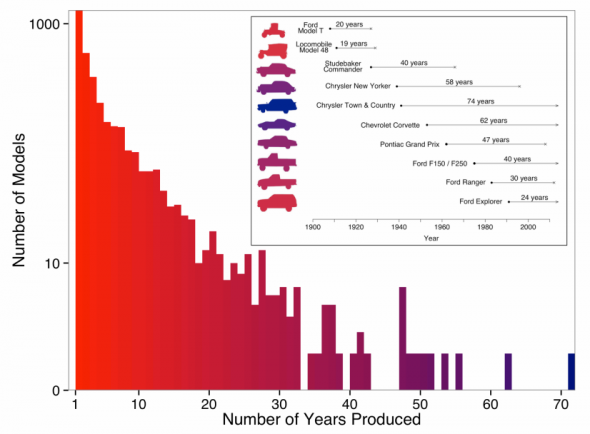 1000
10
0
Number of Models
Ford
Model T
20 years
Locomobile
Model 48
19 years
Studebaker
Commander
40 years
Chrysler New Yorker
58 years
Chrysler Town & Country
74 years
Chevrolet Corvette
62 years
Pontiac Grand Prix
47 years
Ford F150 / F250
40 years
Ford Ranger
30 years
Ford Explorer
24 years
1900 1920 1940 1960 1980 2000
Year
1 10 20 30 40 50 60 70
Number of Years Produced